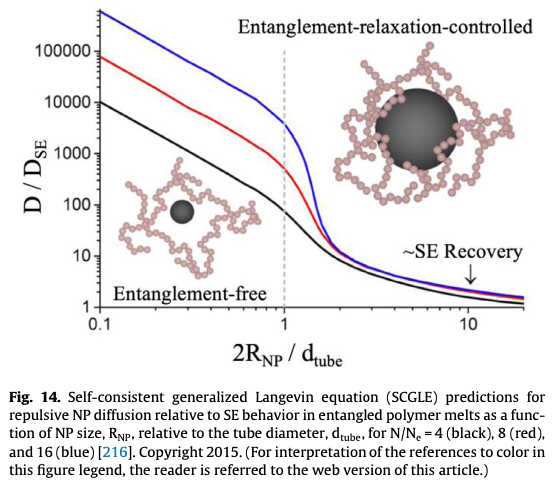 Entanglement-relaxation-controlled
100000
10000
1000
100
10
1
D / D_SE
~SE Recovery
Entanglement-free
0.1
1
10
2R_NP / d_tube
Fig. 14. Self-consistent generalized Langevin equation (SCGLE) predictions for
repulsive NP diffusion relative to SE behavior in entangled polymer melts as a func-
tion of NP size, R_NP, relative to the tube diameter, d_tube, for N/N_e = 4 (black), 8 (red),
and 16 (blue) [216]. Copyright 2015. (For interpretation of the references to color in
this figure legend, the reader is referred to the web version of this article.)